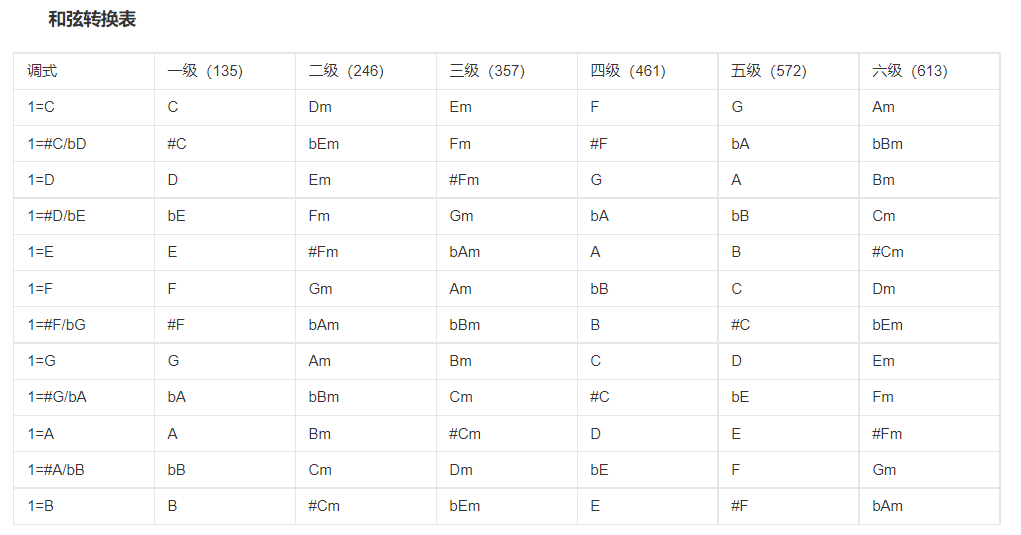 和弦转换表
调式 一级（135） 二级（246） 三级（357） 四级（461） 五级（572） 六级（613）
1=C C Dm Em F G Am
1=#C/bD #C bEm Fm #F bA bBm
1=D D Em #Fm G A Bm
1=#D/bE bE Fm Gm bA bB Cm
1=E E #Fm bAm A B #Cm
1=F F Gm Am bB C Dm
1=#F/bG #F bAm bBm B #C bEm
1=G G Am Bm C D Em
1=#G/bA bA bBm Cm #C bE Fm
1=A A Bm #Cm D E #Fm
1=#A/bB bB Cm Dm bE F Gm
1=B B #Cm bEm E #F bAm